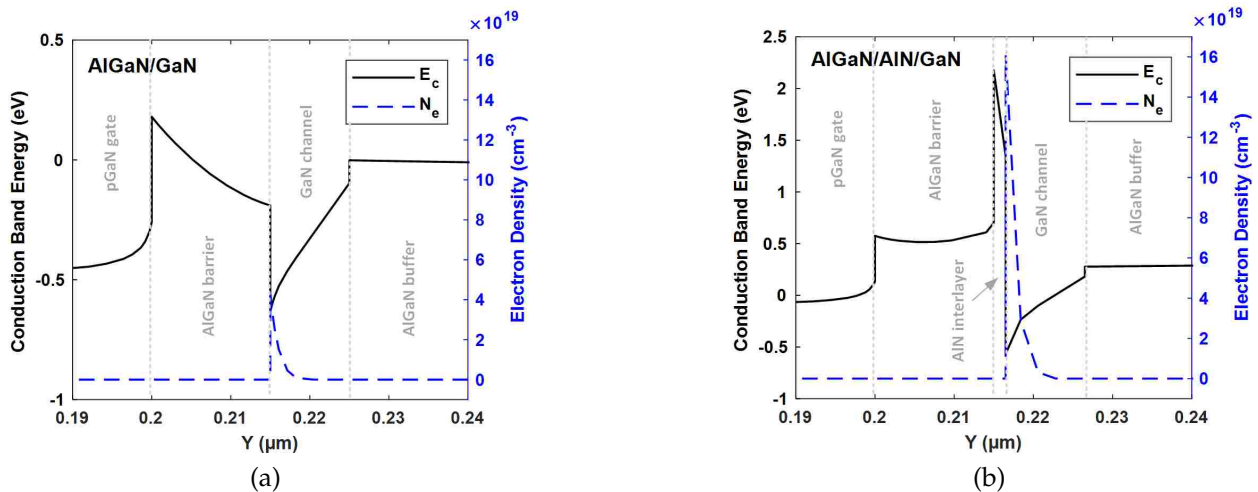 ×10^19
AlGaN/GaN
E_c
N_e
pGaN gate
AlGaN barrier
GaN channel
AlGaN buffer
Conduction Band Energy (eV)
0.5
0
-0.5
-1
Electron Density (cm^-3)
16
14
12
10
8
6
4
2
0
0.19 0.2 0.21 0.22 0.23 0.24
Y (µm)
(a)
×10^19
AlGaN/AlN/GaN
E_c
N_e
pGaN gate
AlGaN barrier
AlN interlayer
GaN channel
AlGaN buffer
Conduction Band Energy (eV)
2.5
2
1.5
1
0.5
0
-0.5
-1
Electron Density (cm^-3)
16
14
12
10
8
6
4
2
0
0.19 0.2 0.21 0.22 0.23 0.24
Y (µm)
(b)